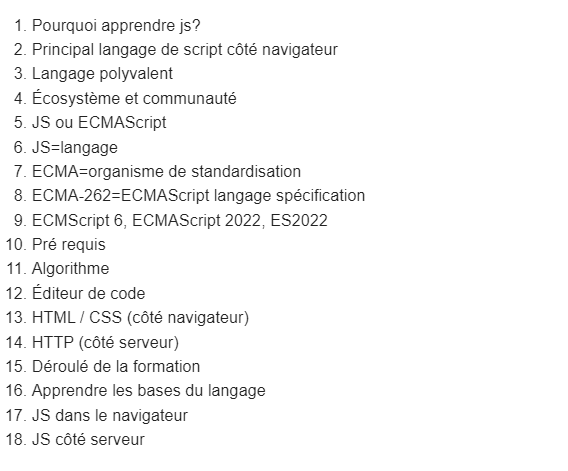 1. Pourquoi apprendre js?
2. Principal langage de script côté navigateur
3. Langage polyvalent
4. Écosystème et communauté
5. JS ou ECMAScript
6. JS=langage
7. ECMA=organisme de standardisation
8. ECMA-262=ECMAScript langage spécification
9. ECMScript 6, ECMAScript 2022, ES2022
10. Pré requis
11. Algorithme
12. Éditeur de code
13. HTML / CSS (côté navigateur)
14. HTTP (côté serveur)
15. Déroulé de la formation
16. Apprendre les bases du langage
17. JS dans le navigateur
18. JS côté serveur